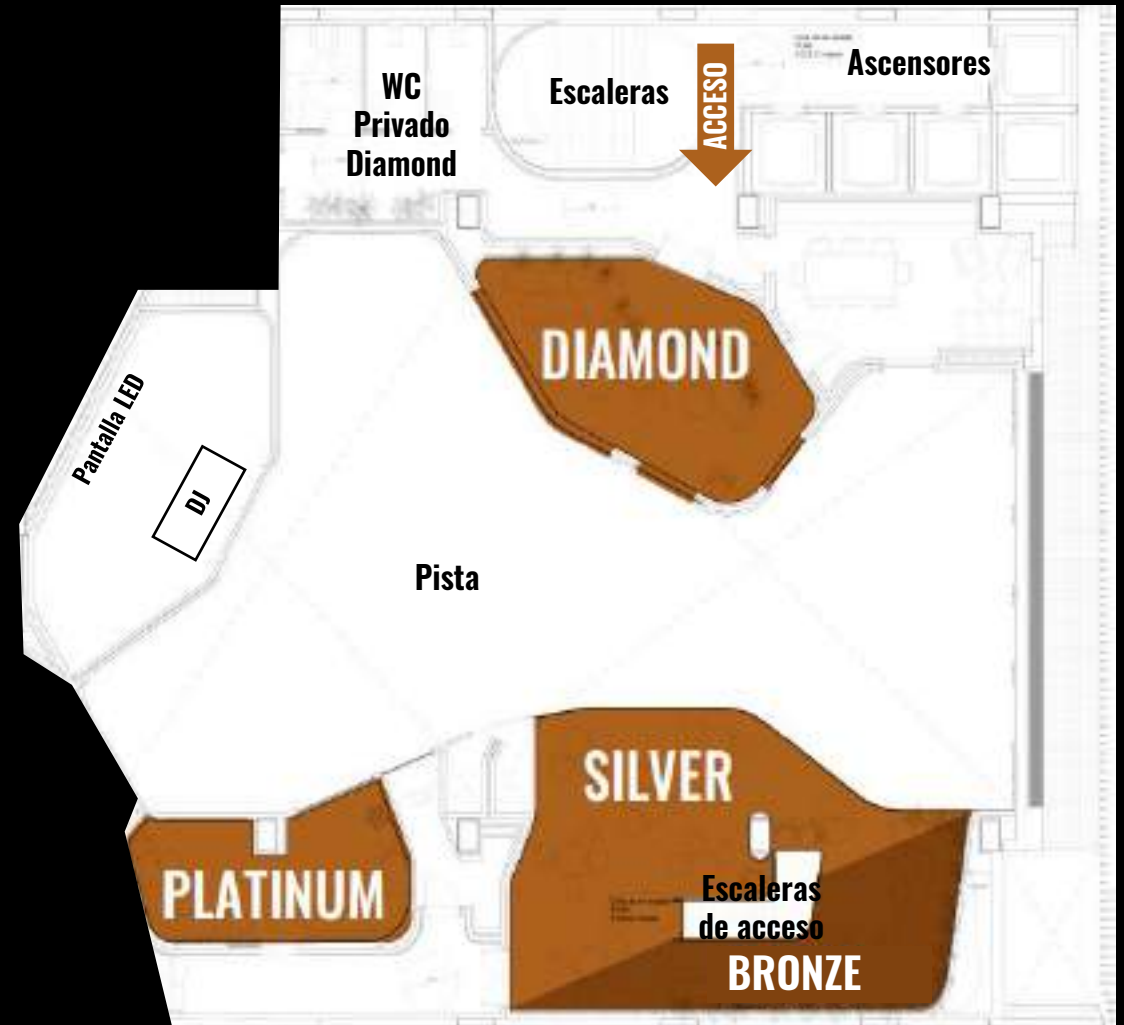 WC
Privado
Diamond
Escaleras
ACCESO
Ascensores
DIAMOND
Pantalla LED
DJ
Pista
SILVER
PLATINUM
Escaleras
de acceso
BRONZE